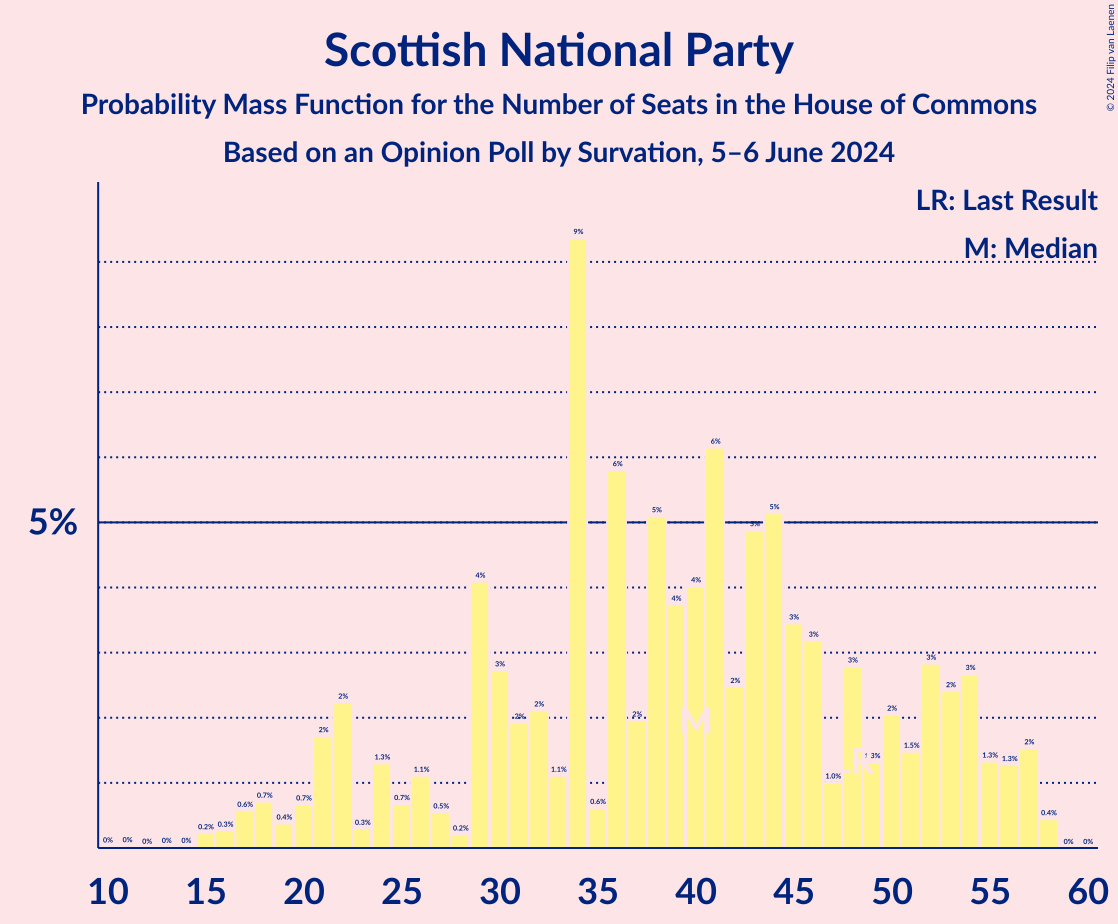 Scottish National Party
Probability Mass Function for the Number of Seats in the House of Commons
Based on an Opinion Poll by Survation, 5–6 June 2024
© 2024 Filip van Laenen
LR: Last Result
M: Median
5%
0% 0% 0% 0% 0% 0.2% 0.3% 0.6% 0.7% 0.4% 0.7% 2% 2% 0.3% 1.3% 0.7% 1.1% 0.5% 0.2% 4% 3% 2% 2% 1.1% 9% 0.6% 6% 2% 5% 4% 4% 6% 2% 5% 5% 3% 3% 1.0% 3% 1.3% 2% 1.5% 3% 2% 3% 1.3% 1.3% 2% 0.4% 0% 0%
M
10 15 20 25 30 35 40 45 50 55 60